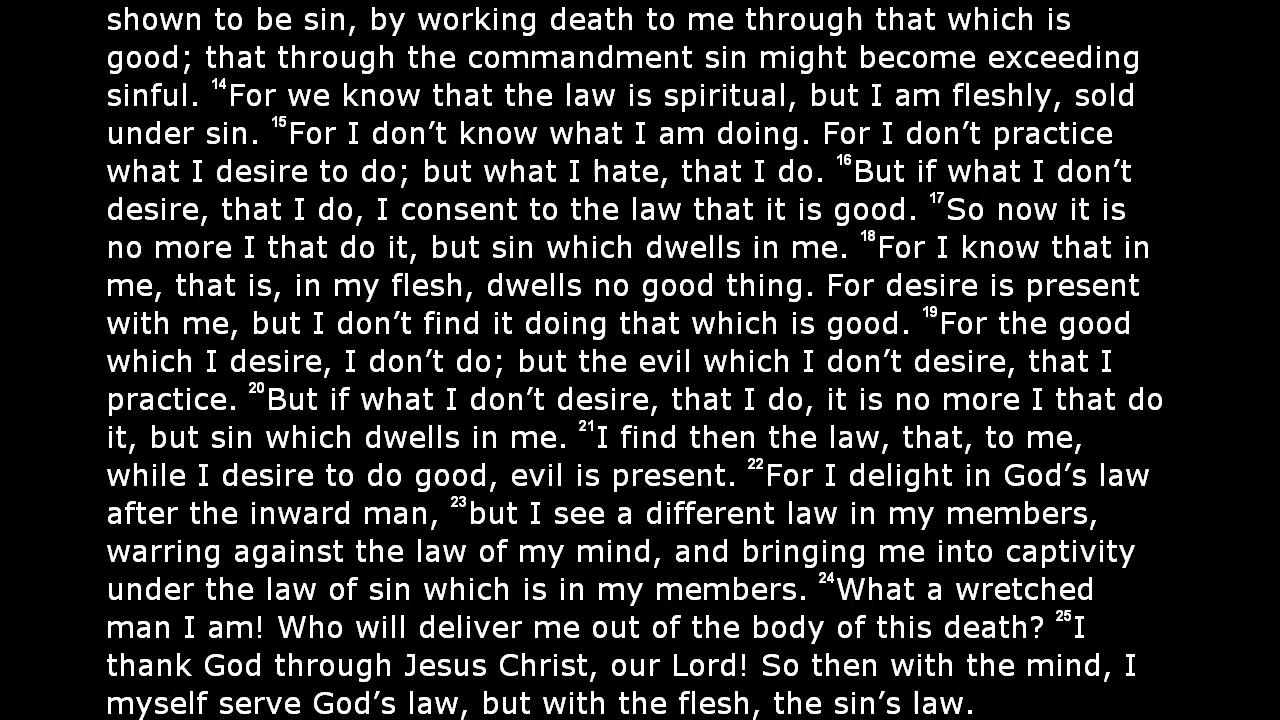 shown to be sin, by working death to me through that which is
good; that through the commandment sin might become exceeding
sinful. 14For we know that the law is spiritual, but I am fleshly, sold
under sin. 15For I don’t know what I am doing. For I don’t practice
what I desire to do; but what I hate, that I do. 16But if what I don’t
desire, that I do, I consent to the law that it is good. 17So now it is
no more I that do it, but sin which dwells in me. 18For I know that in
me, that is, in my flesh, dwells no good thing. For desire is present
with me, but I don’t find it doing that which is good. 19For the good
which I desire, I don’t do; but the evil which I don’t desire, that I
practice. 20But if what I don’t desire, that I do, it is no more I that do
it, but sin which dwells in me. 21I find then the law, that, to me,
while I desire to do good, evil is present. 22For I delight in God’s law
after the inward man, 23but I see a different law in my members,
warring against the law of my mind, and bringing me into captivity
under the law of sin which is in my members. 24What a wretched
man I am! Who will deliver me out of the body of this death? 25I
thank God through Jesus Christ, our Lord! So then with the mind, I
myself serve God’s law, but with the flesh, the sin’s law.